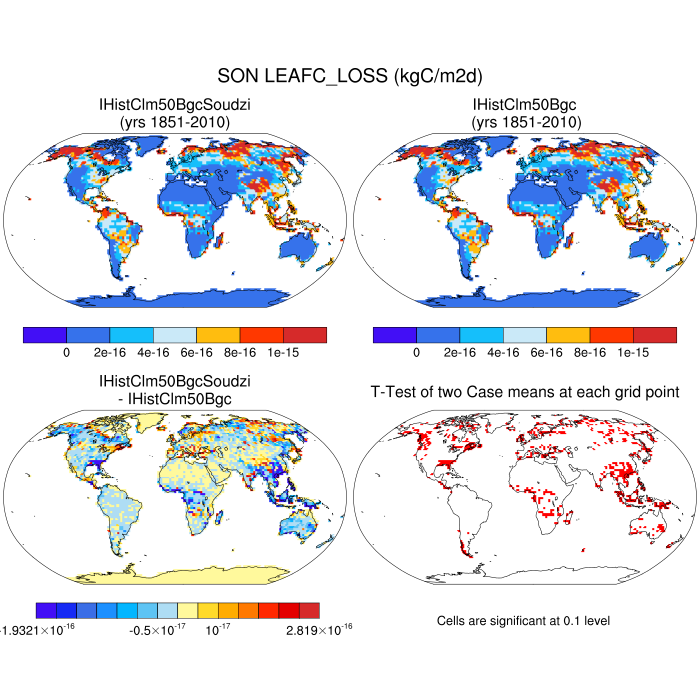 SON LEAFC_LOSS (kgC/m2d)
IHistClm50BgcSoudzi
(yrs 1851-2010)
IHistClm50Bgc
(yrs 1851-2010)
0 2e-16 4e-16 6e-16 8e-16 1e-15
0 2e-16 4e-16 6e-16 8e-16 1e-15
IHistClm50BgcSoudzi
- IHistClm50Bgc
T-Test of two Case means at each grid point
-1.9321×10^-16 -0.5×10^-17 10^-17 2.819×10^-16
Cells are significant at 0.1 level